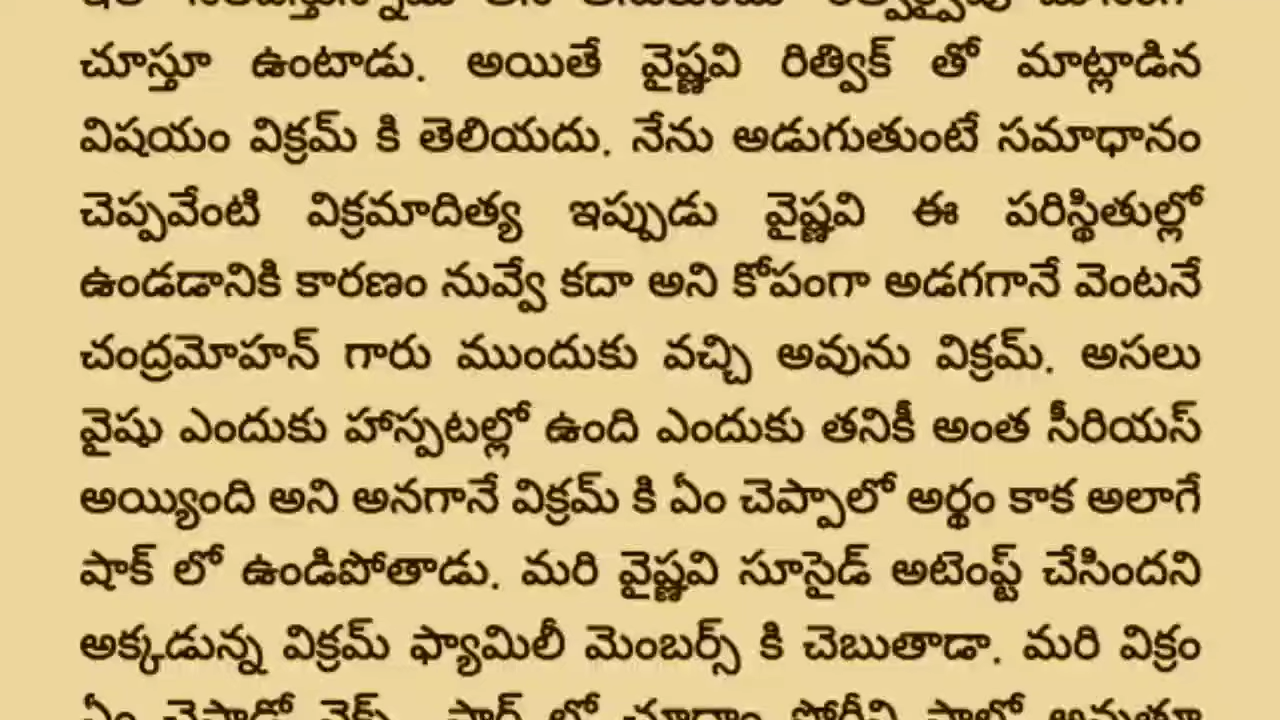 చూస్తూ ఉంటాడు. అయితే వైష్ణవి రిత్విక్ తో మాట్లాడిన
విషయం విక్రమ్ కి తెలియదు. నేను అడుగుతుంటే సమాధానం
చెప్పవేంటి విక్రమాదిత్య ఇప్పుడు వైష్ణవి ఈ పరిస్థితుల్లో
ఉండడానికి కారణం నువ్వే కదా అని కోపంగా అడగగానే వెంటనే
చంద్రమోహన్ గారు ముందుకు వచ్చి అవును విక్రమ్. అసలు
వైషు ఎందుకు హాస్పటల్లో ఉంది ఎందుకు తనికీ అంత సీరియస్
అయ్యింది అని అనగానే విక్రమ్ కి ఏం చెప్పాలో అర్థం కాక అలాగే
షాక్ లో ఉండిపోతాడు. మరి వైష్ణవి సూసైడ్ అటెంప్ట్ చేసిందని
అక్కడున్న విక్రమ్ ఫ్యామిలీ మెంబర్స్ కి చెబుతాడా. మరి విక్రం